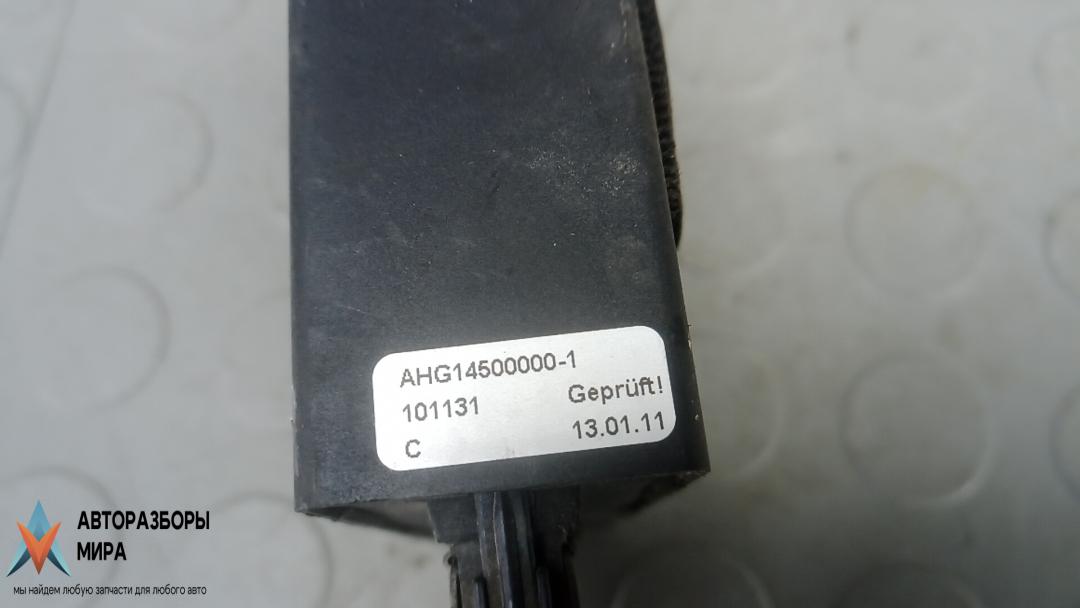 AHG14500000-1
101131 Geprüft!
C 13.01.11
АВТОРАЗБОРЫ
МИРА
мы найдем любую запчасти для любого авто